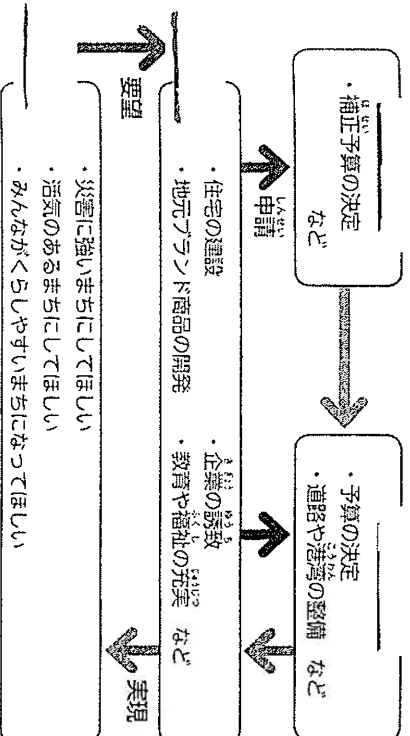 ・補正予算の決定
など
・予算の決定
・道路や港湾の整備 など
申請
・住宅の建設
・地元ブランド商品の開発
・企業の誘致
・教育や福祉の充実 など
要望
実現
・災害に強いまちにしてほしい
・活気のあるまちにしてほしい
・みんながくらしやすいまちになってほしい